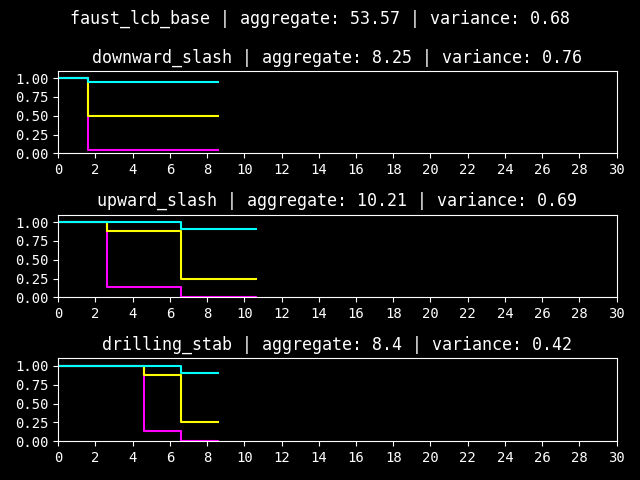 faust_lcb_base | aggregate: 53.57 | variance: 0.68
downward_slash | aggregate: 8.25 | variance: 0.76
1.00
0.75
0.50
0.25
0.00
0 2 4 6 8 10 12 14 16 18 20 22 24 26 28 30
upward_slash | aggregate: 10.21 | variance: 0.69
1.00
0.75
0.50
0.25
0.00
0 2 4 6 8 10 12 14 16 18 20 22 24 26 28 30
drilling_stab | aggregate: 8.4 | variance: 0.42
1.00
0.75
0.50
0.25
0.00
0 2 4 6 8 10 12 14 16 18 20 22 24 26 28 30